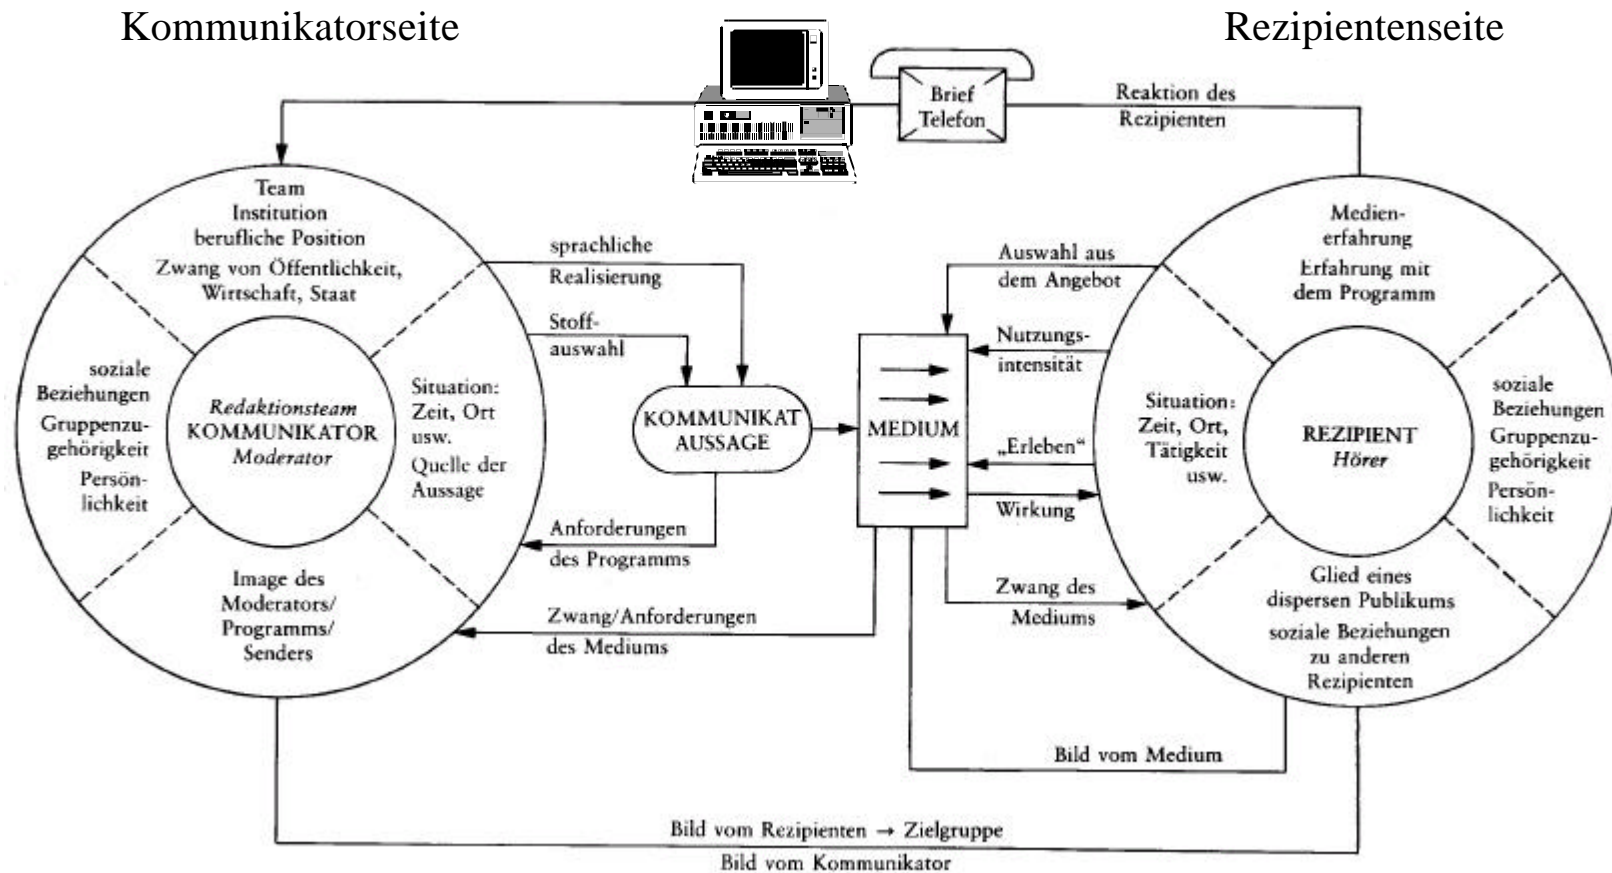 Kommunikatorseite
Rezipientenseite
Brief
Telefon
Reaktion des
Rezipienten
Team
Institution
berufliche Position
Zwang von Öffentlichkeit,
Wirtschaft, Staat
soziale
Beziehungen
Gruppenzu-
gehörigkeit
Persön-
lichkeit
Redaktionsteam
KOMMUNIKATOR
Moderator
Situation:
Zeit, Ort
usw.
Quelle der
Aussage
Image des
Moderators/
Programms/
Senders
sprachliche
Realisierung
Stoff-
auswahl
KOMMUNIKAT
AUSSAGE
Anforderungen
des Programms
Zwang/Anforderungen
des Mediums
MEDIUM
Auswahl aus
dem Angebot
Nutzungs-
intensität
„Erleben“
Wirkung
Zwang des
Mediums
Medien-
erfahrung
Erfahrung mit
dem Programm
Situation:
Zeit, Ort,
Tätigkeit
usw.
REZIPIENT
Hörer
soziale
Beziehungen
Gruppenzu-
gehörigkeit
Persön-
lichkeit
Glied eines
dispersen Publikums
soziale Beziehungen
zu anderen
Rezipienten
Bild vom Medium
Bild vom Rezipienten → Zielgruppe
Bild vom Kommunikator